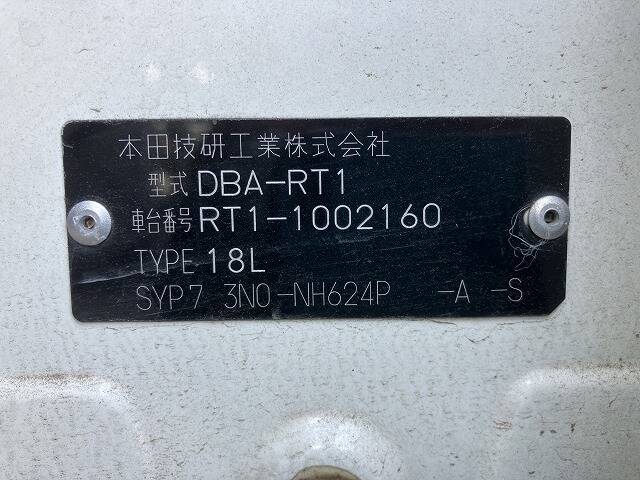 本田技研工業株式会社
型式 DBA-RT1
車台番号 RT1-1002160
TYPE 18L
SYP7 3N0-NH624P -A -S